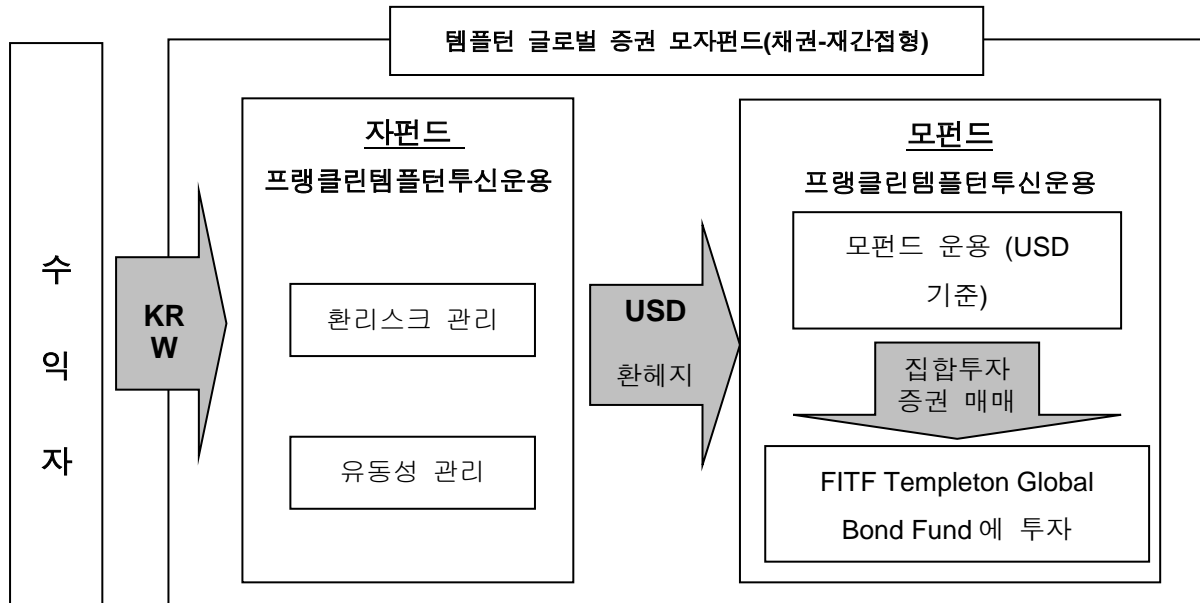 템플턴 글로벌 증권 모자펀드(채권-재간접형)
수
익
자
KR
W
자펀드
프랭클린템플턴투신운용
환리스크 관리
유동성 관리
USD
환헤지
모펀드
프랭클린템플턴투신운용
모펀드 운용 (USD
기준)
집합투자
증권 매매
FITF Templeton Global
Bond Fund 에 투자